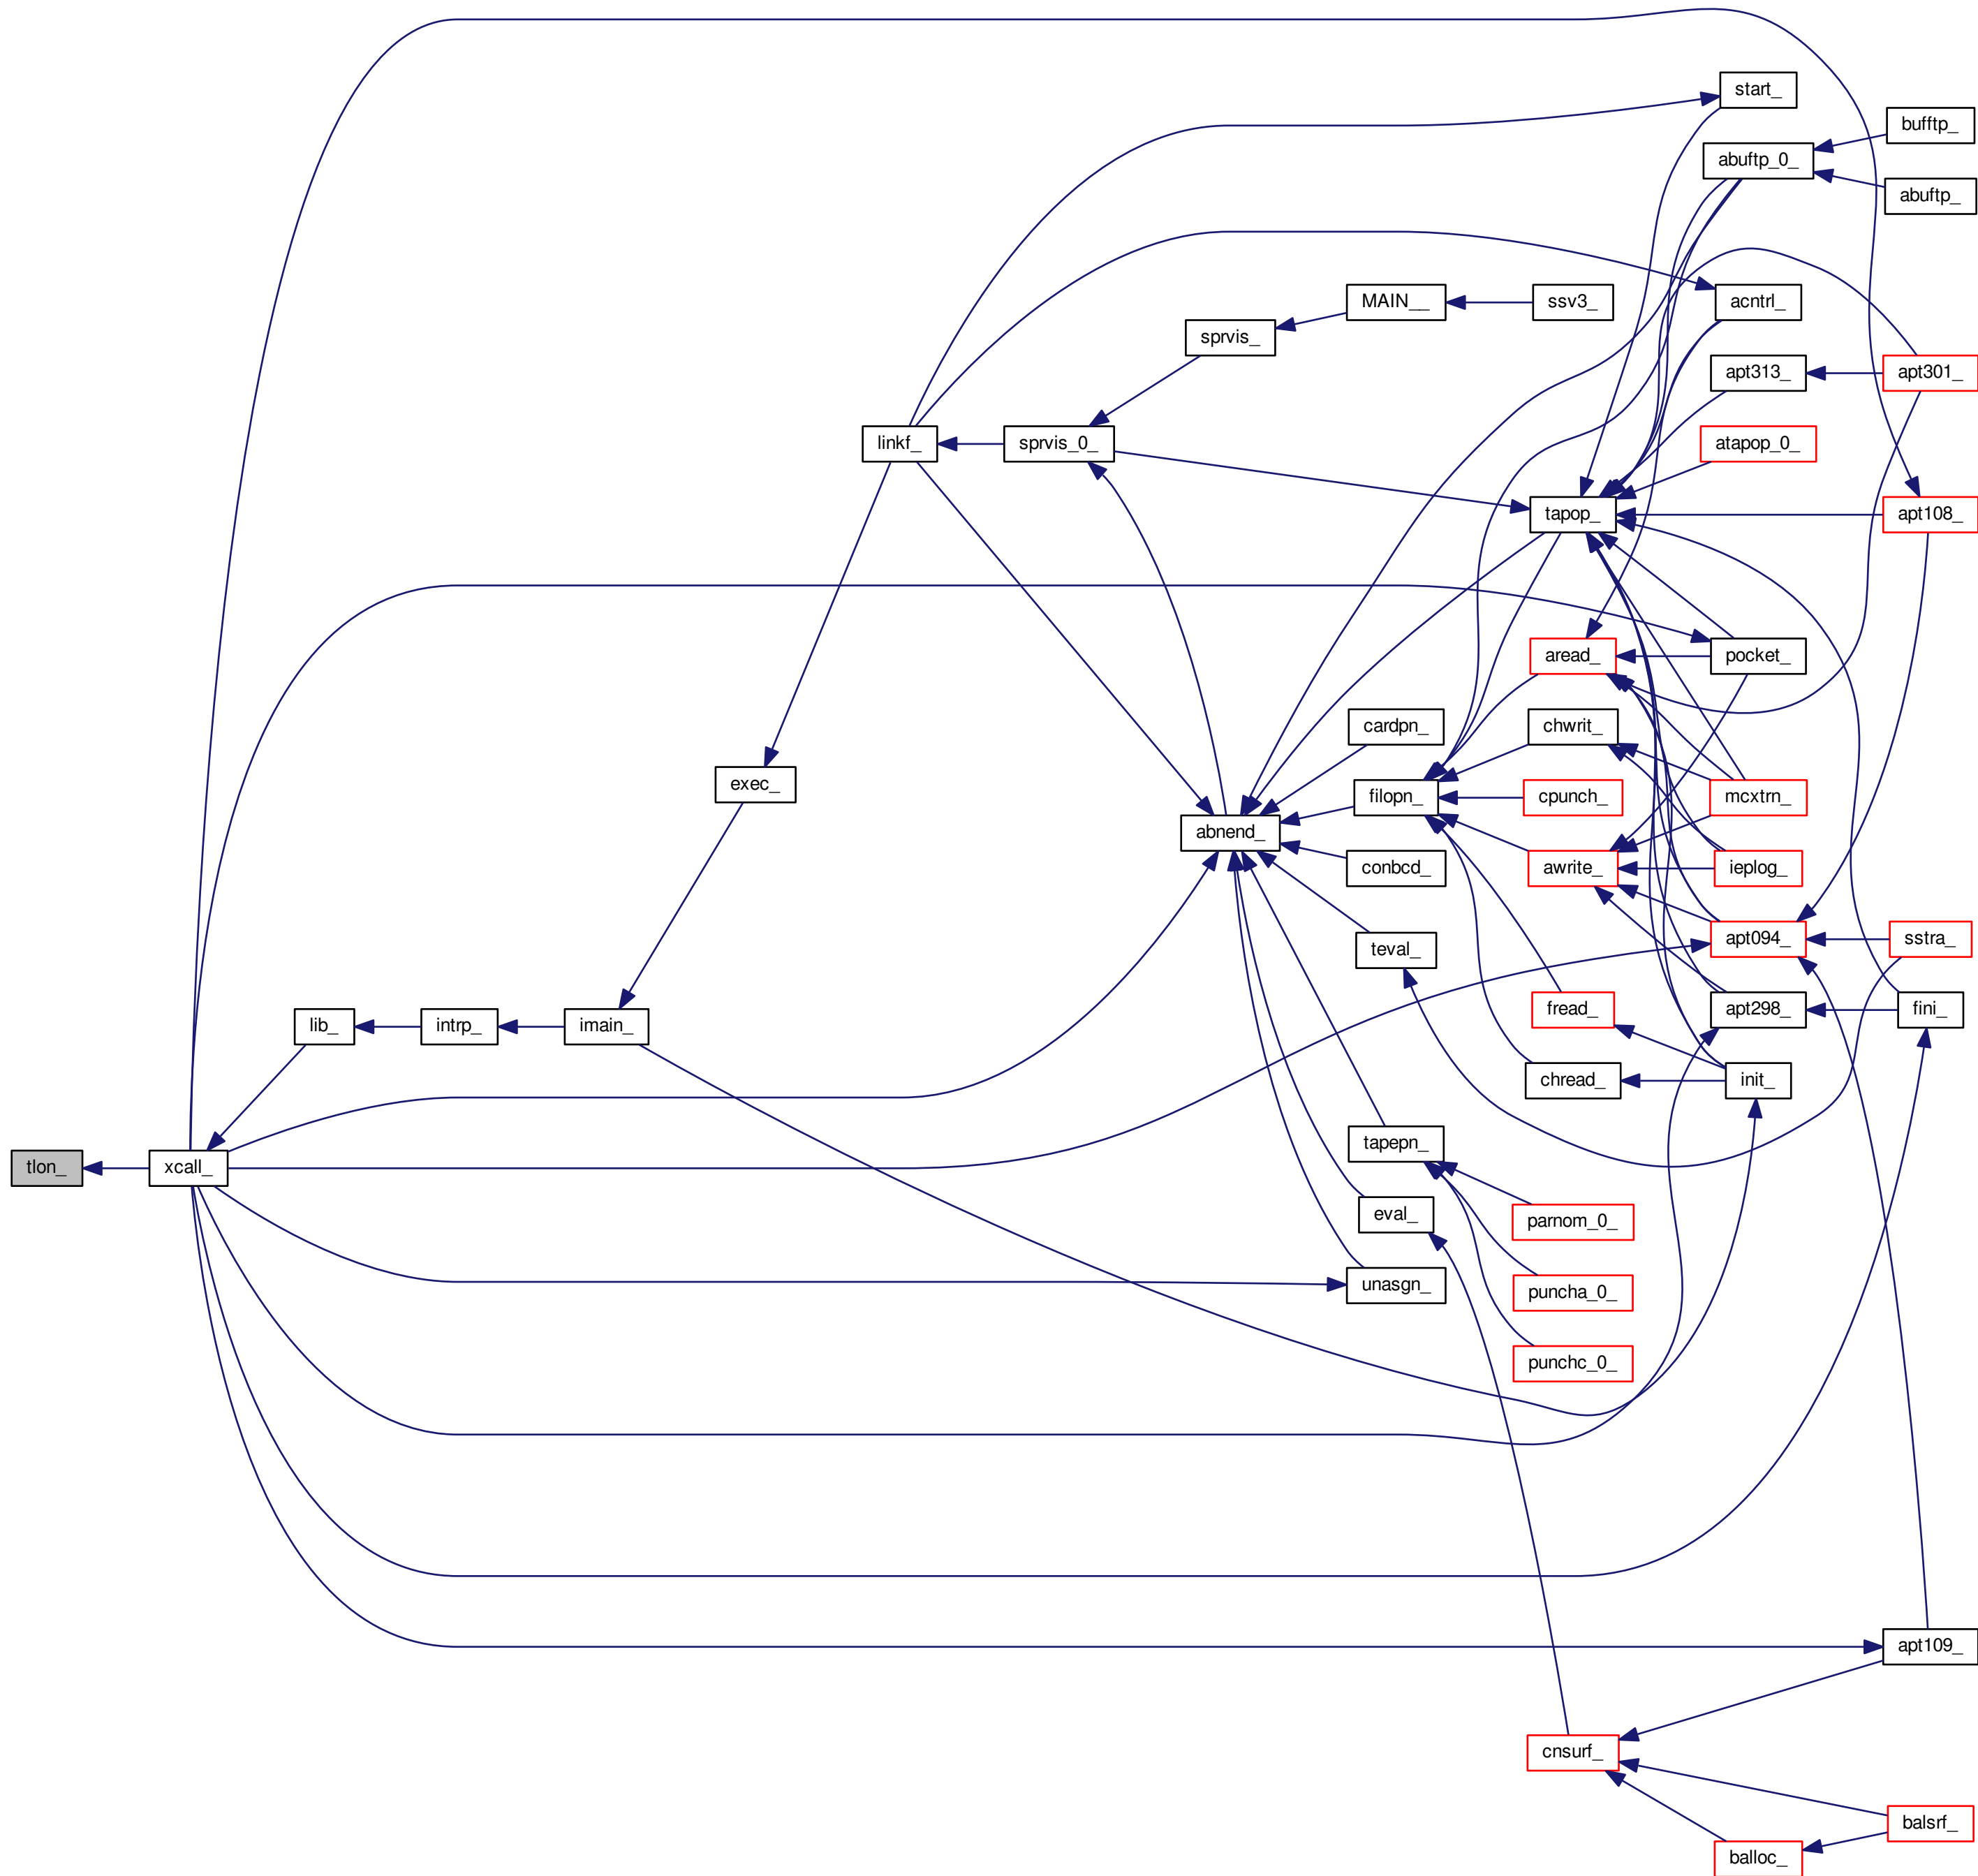 start_
bufftp_
abuftp_0_
abuftp_
MAIN__
ssv3_
acntrl_
sprvis_
apt313_
apt301_
linkf_
sprvis_0_
atapop_0_
tapop_
apt108_
aread_
pocket_
cardpn_
chwrit_
exec_
filopn_
cpunch_
mcxtrn_
abnend_
conbcd_
awrite_
ieplog_
teval_
apt094_
sstra_
lib_
intrp_
imain_
fread_
apt298_
fini_
chread_
init_
tapepn_
tlon_
xcall_
eval_
parnom_0_
unasgn_
puncha_0_
punchc_0_
apt109_
cnsurf_
balsrf_
balloc_